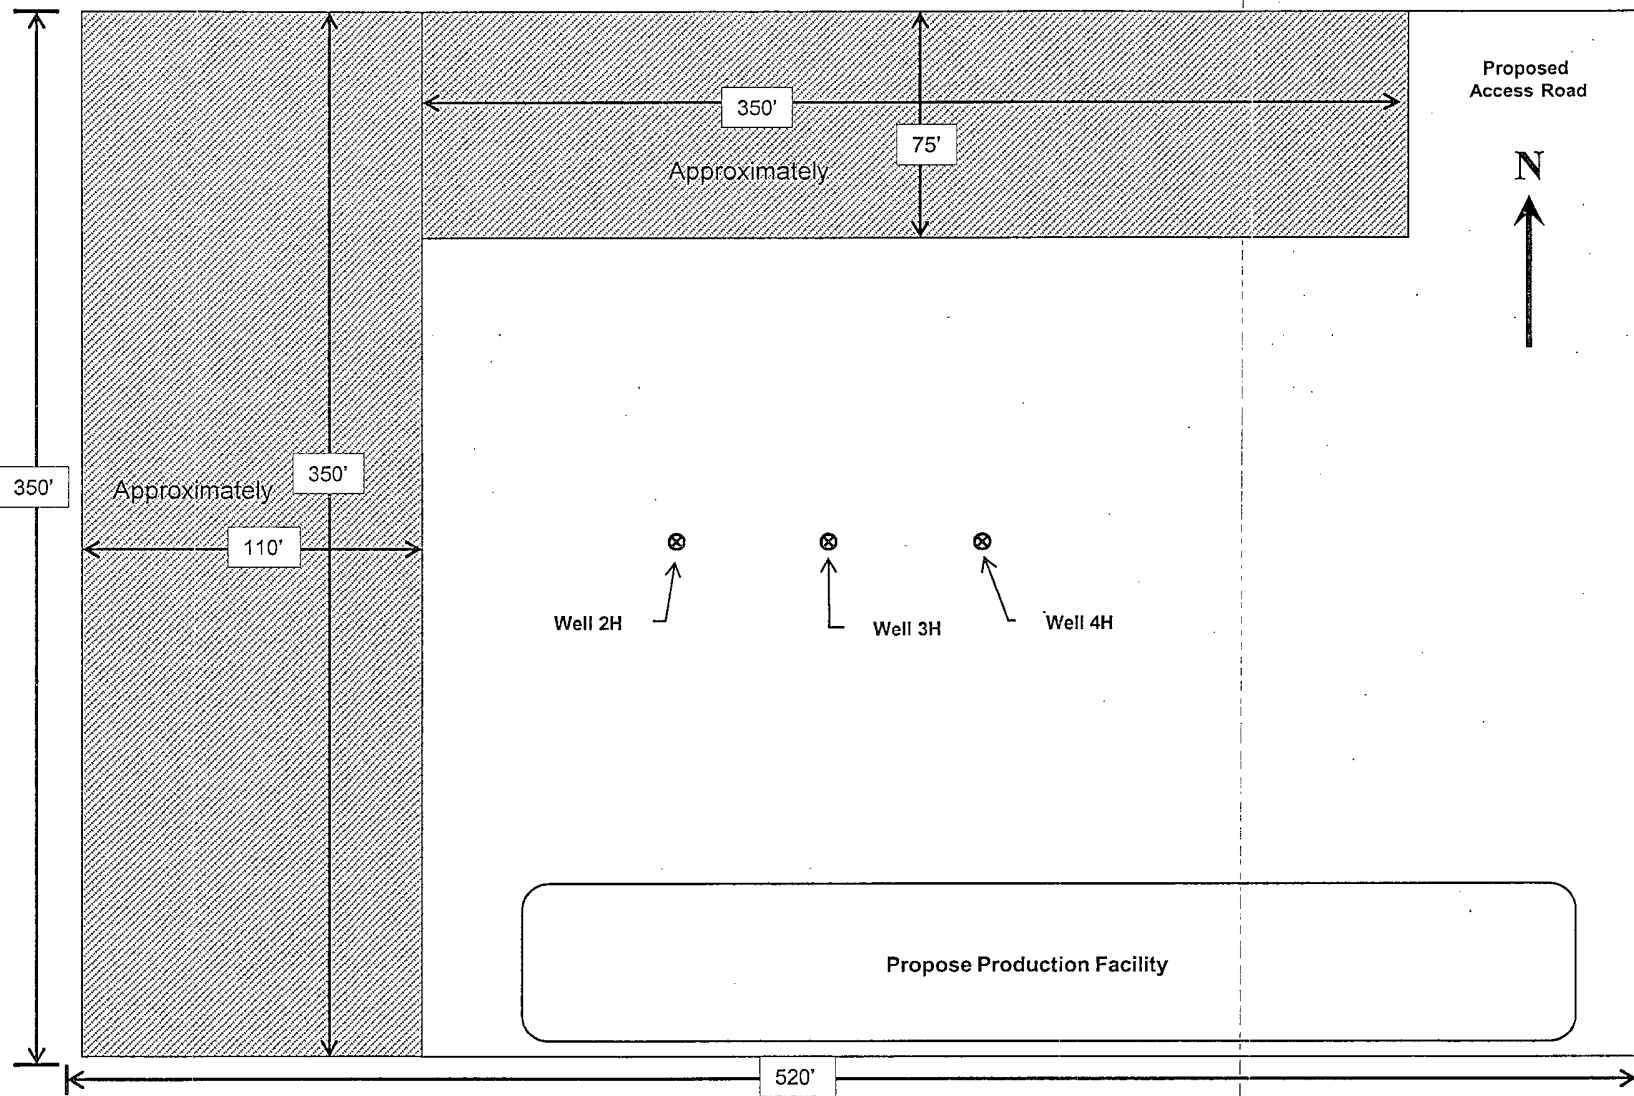 Proposed
Access Road
350'
75'
Approximately
N
350'
350'
Approximately
110'
Well 2H
Well 3H
Well 4H
Propose Production Facility
520'